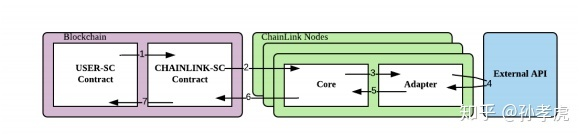 Blockchain
ChainLink Nodes
USER-SC
Contract
CHAINLINK-SC
Contract
Core
Adapter
External API
1
2
3
4
5
6
7
知乎 @孙孝虎